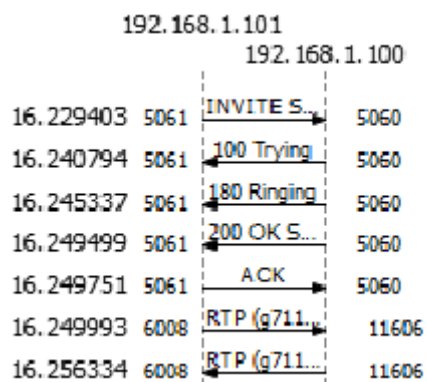 192.168.1.101
192.168.1.100
16.229403 5061 INVITE S... 5060
16.240794 5061 100 Trying 5060
16.245337 5061 180 Ringing 5060
16.249499 5061 200 OK S... 5060
16.249751 5061 ACK 5060
16.249993 6008 RTP (g711... 11606
16.256334 6008 RTP (g711... 11606